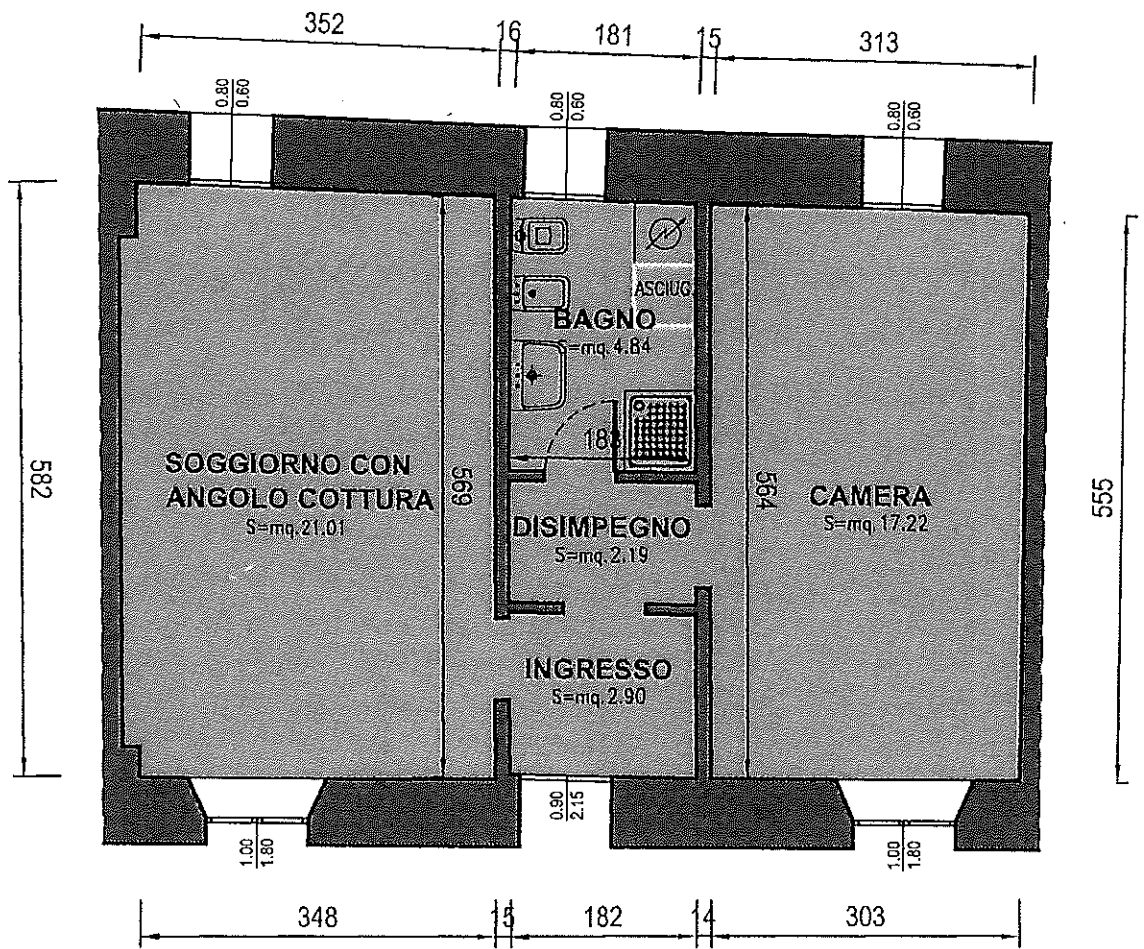 352 16 181 15 313
0.80
0.60
0.80
0.60
0.80
0.60
ASCIUG.
BAGNO
S=mq.4.84
183
SOGGIORNO CON
ANGOLO COTTURA
S=mq.21.01
582
569
564
555
CAMERA
S=mq.17.22
DISIMPEGNO
S=mq.2.19
INGRESSO
S=mq.2.90
0.90
2.15
1.00
1.80
1.00
1.80
348 15 182 14 303